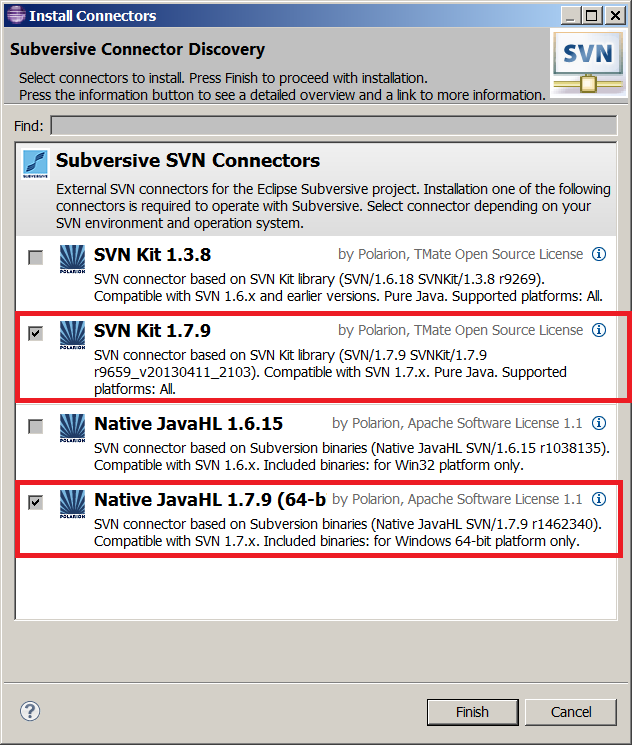 Install Connectors
Subversive Connector Discovery
Select connectors to install. Press Finish to proceed with installation.
Press the information button to see a detailed overview and a link to more information.
SVN
Find:
SUBVERSIVE
Subversive SVN Connectors
External SVN connectors for the Eclipse Subversive project. Installation one of the following
connectors is required to operate with Subversive. Select connector depending on your
SVN environment and operation system.
POLARION
SVN Kit 1.3.8
by Polarion, TMate Open Source License
SVN connector based on SVN Kit library (SVN/1.6.18 SVNKit/1.3.8 r9269).
Compatible with SVN 1.6.x and earlier versions. Pure Java. Supported platforms: All.
POLARION
SVN Kit 1.7.9
by Polarion, TMate Open Source License
SVN connector based on SVN Kit library (SVN/1.7.9 SVNKit/1.7.9
r9659_v20130411_2103). Compatible with SVN 1.7.x. Pure Java. Supported
platforms: All.
POLARION
Native JavaHL 1.6.15
by Polarion, Apache Software License 1.1
SVN connector based on Subversion binaries (Native JavaHL SVN/1.6.15 r1038135).
Compatible with SVN 1.6.x. Included binaries: for Win32 platform only.
POLARION
Native JavaHL 1.7.9 (64-b
by Polarion, Apache Software License 1.1
SVN connector based on Subversion binaries (Native JavaHL SVN/1.7.9 r1462340).
Compatible with SVN 1.7.x. Included binaries: for Windows 64-bit platform only.
?
Finish
Cancel